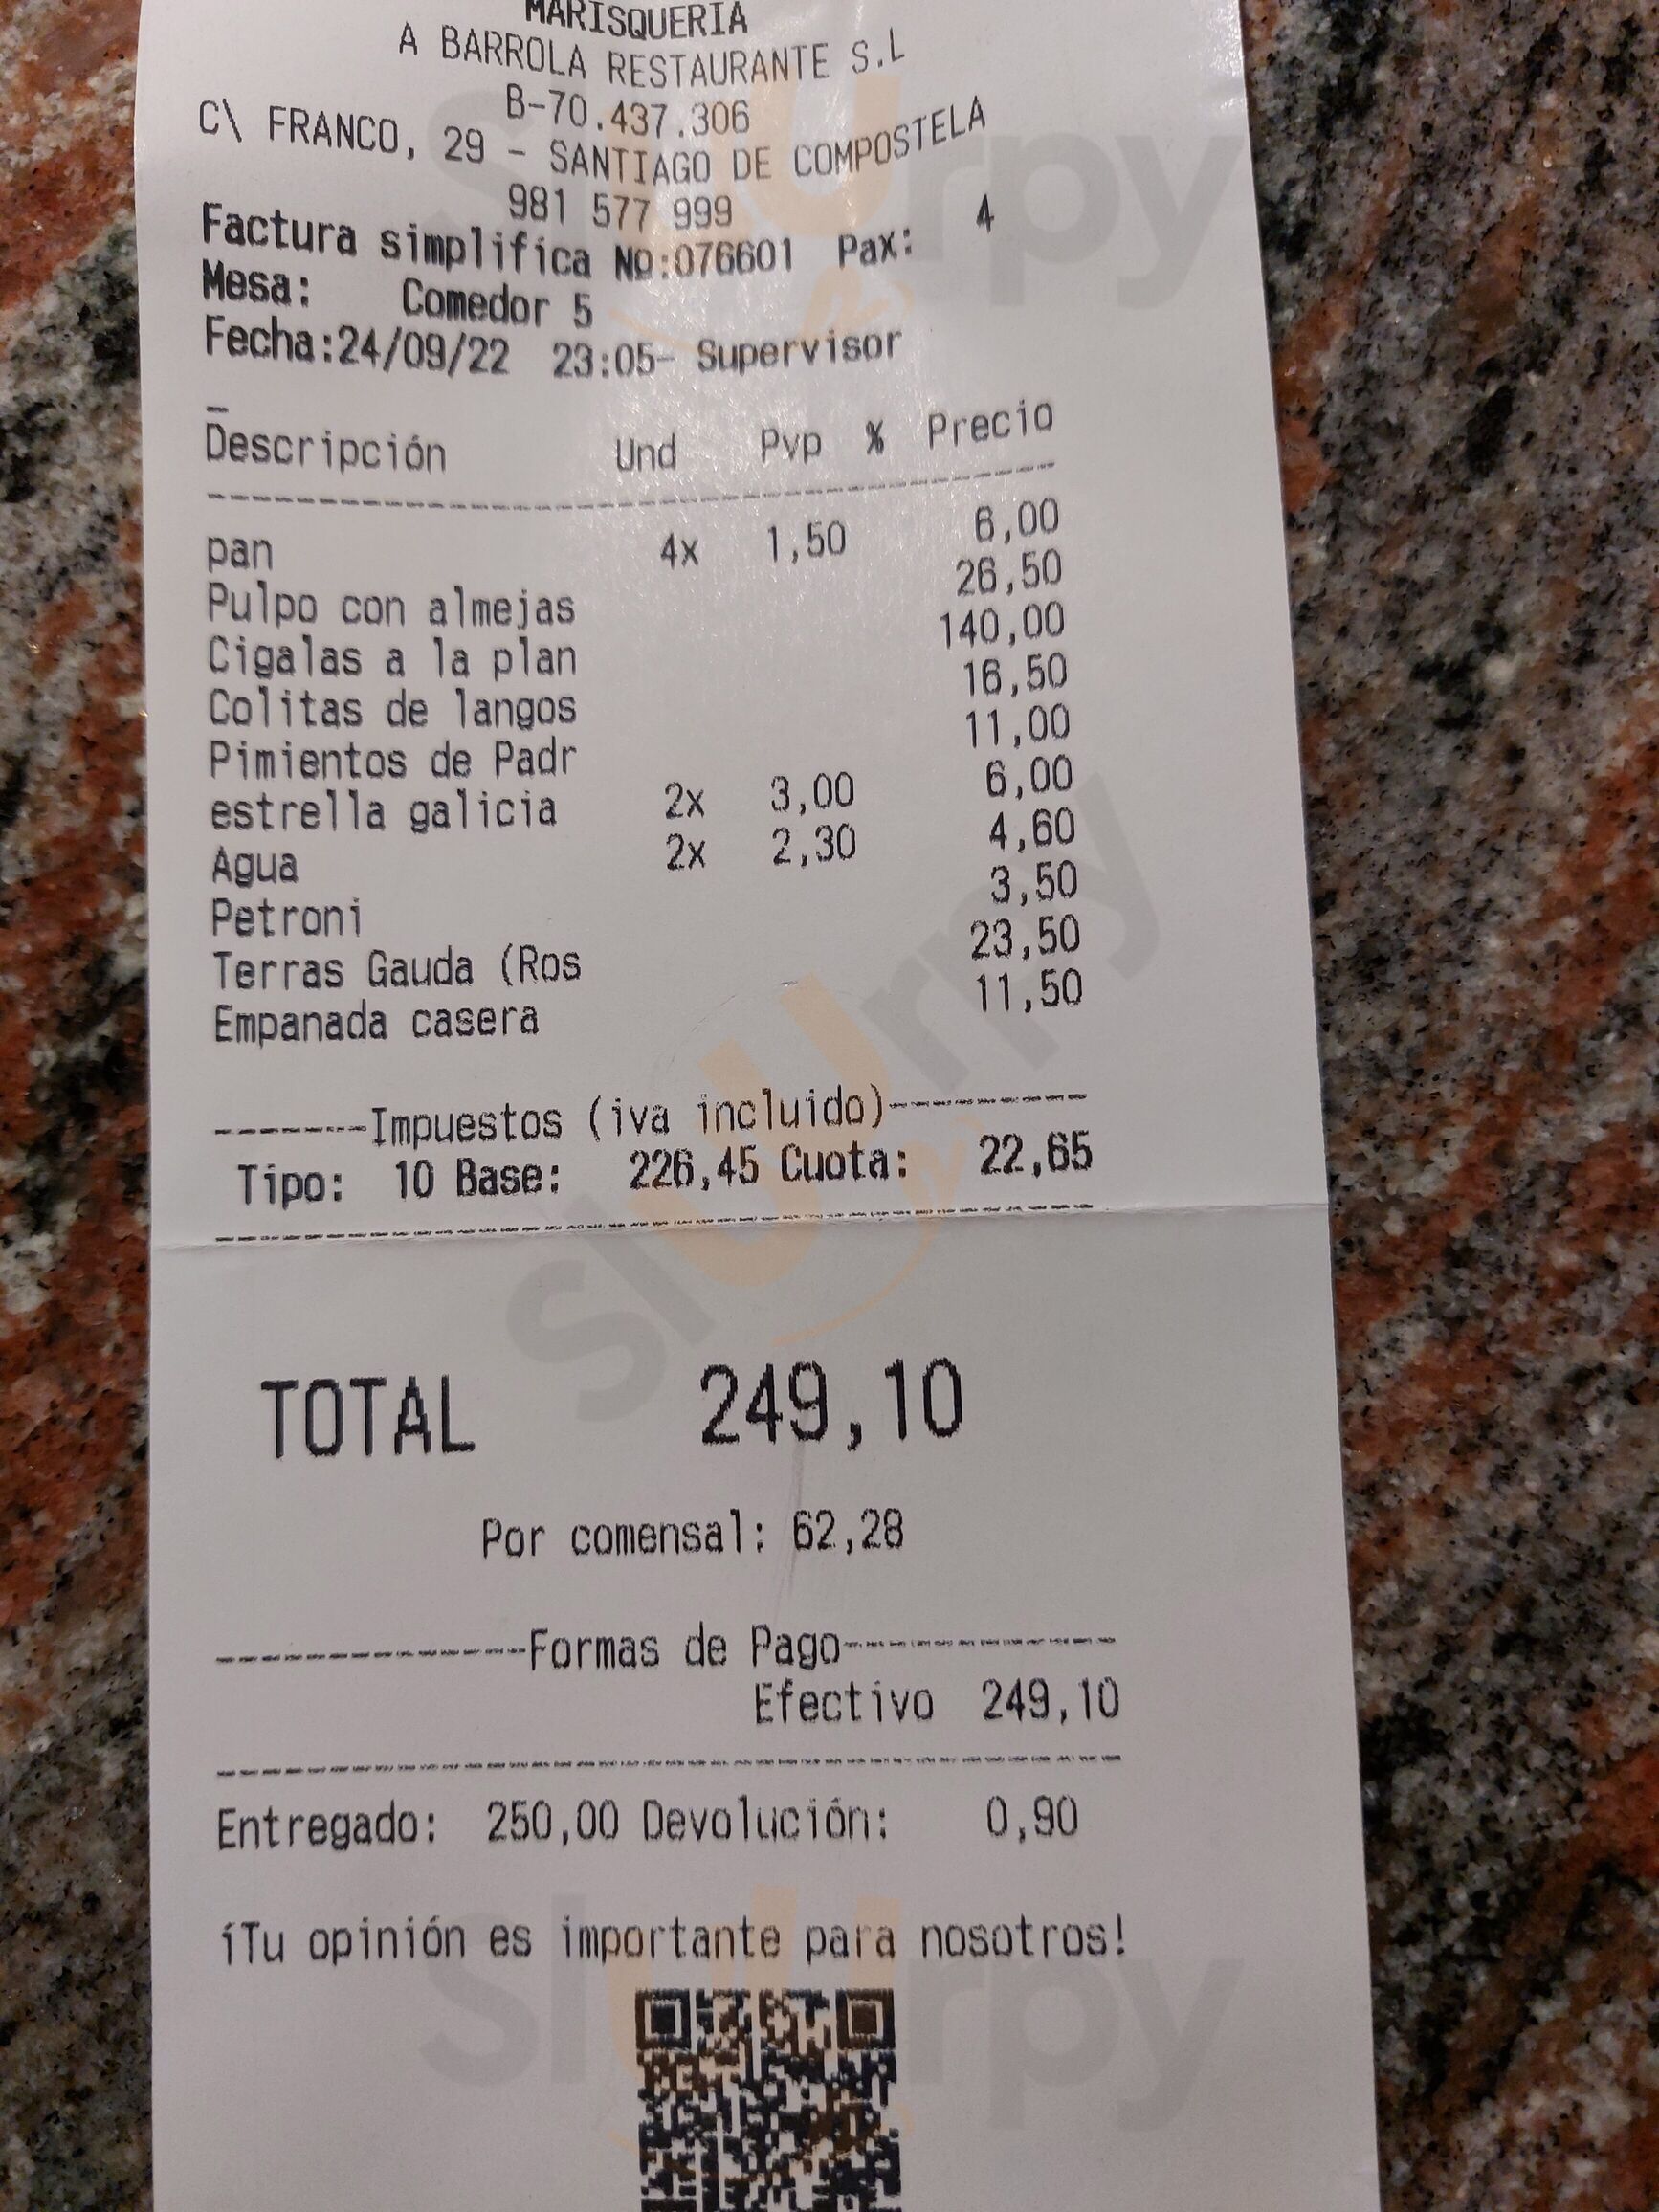 MARISQUERIA
A BARROLA RESTAURANTE S.L
B-70.437.306
C\ FRANCO, 29 - SANTIAGO DE COMPOSTELA
981 577 999
Factura simplifica Nº:076601 Pax: 4
Mesa: Comedor 5
Fecha:24/09/22 23:05- Supervisor
Descripción Und Pvp % Precio
pan 4x 1,50 6,00
Pulpo con almejas 26,50
Cigalas a la plan 140,00
Colitas de langos 16,50
Pimientos de Padr 11,00
estrella galicia 2x 3,00 6,00
Agua 2x 2,30 4,60
Petroni 3,50
Terras Gauda (Ros 23,50
Empanada casera 11,50
-------Impuestos (iva incluido)---------
Tipo: 10 Base: 226,45 Cuota: 22,65
TOTAL 249,10
Por comensal: 62,28
--------------Formas de Pago------------
Efectivo 249,10
Entregado: 250,00 Devolución: 0,90
íTu opinión es importante para nosotros!
slurpy
slurpy
slurpy